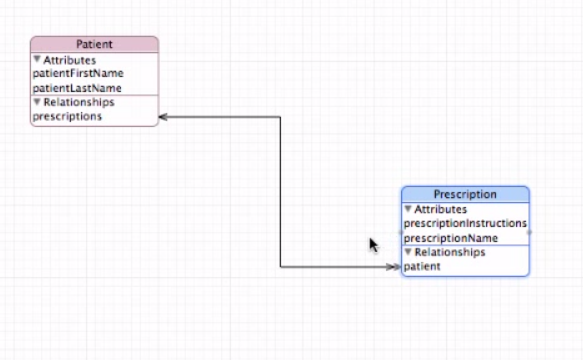 Patient
Attributes
patientFirstName
patientLastName
Relationships
prescriptions
Prescription
Attributes
prescriptionInstructions
prescriptionName
Relationships
patient